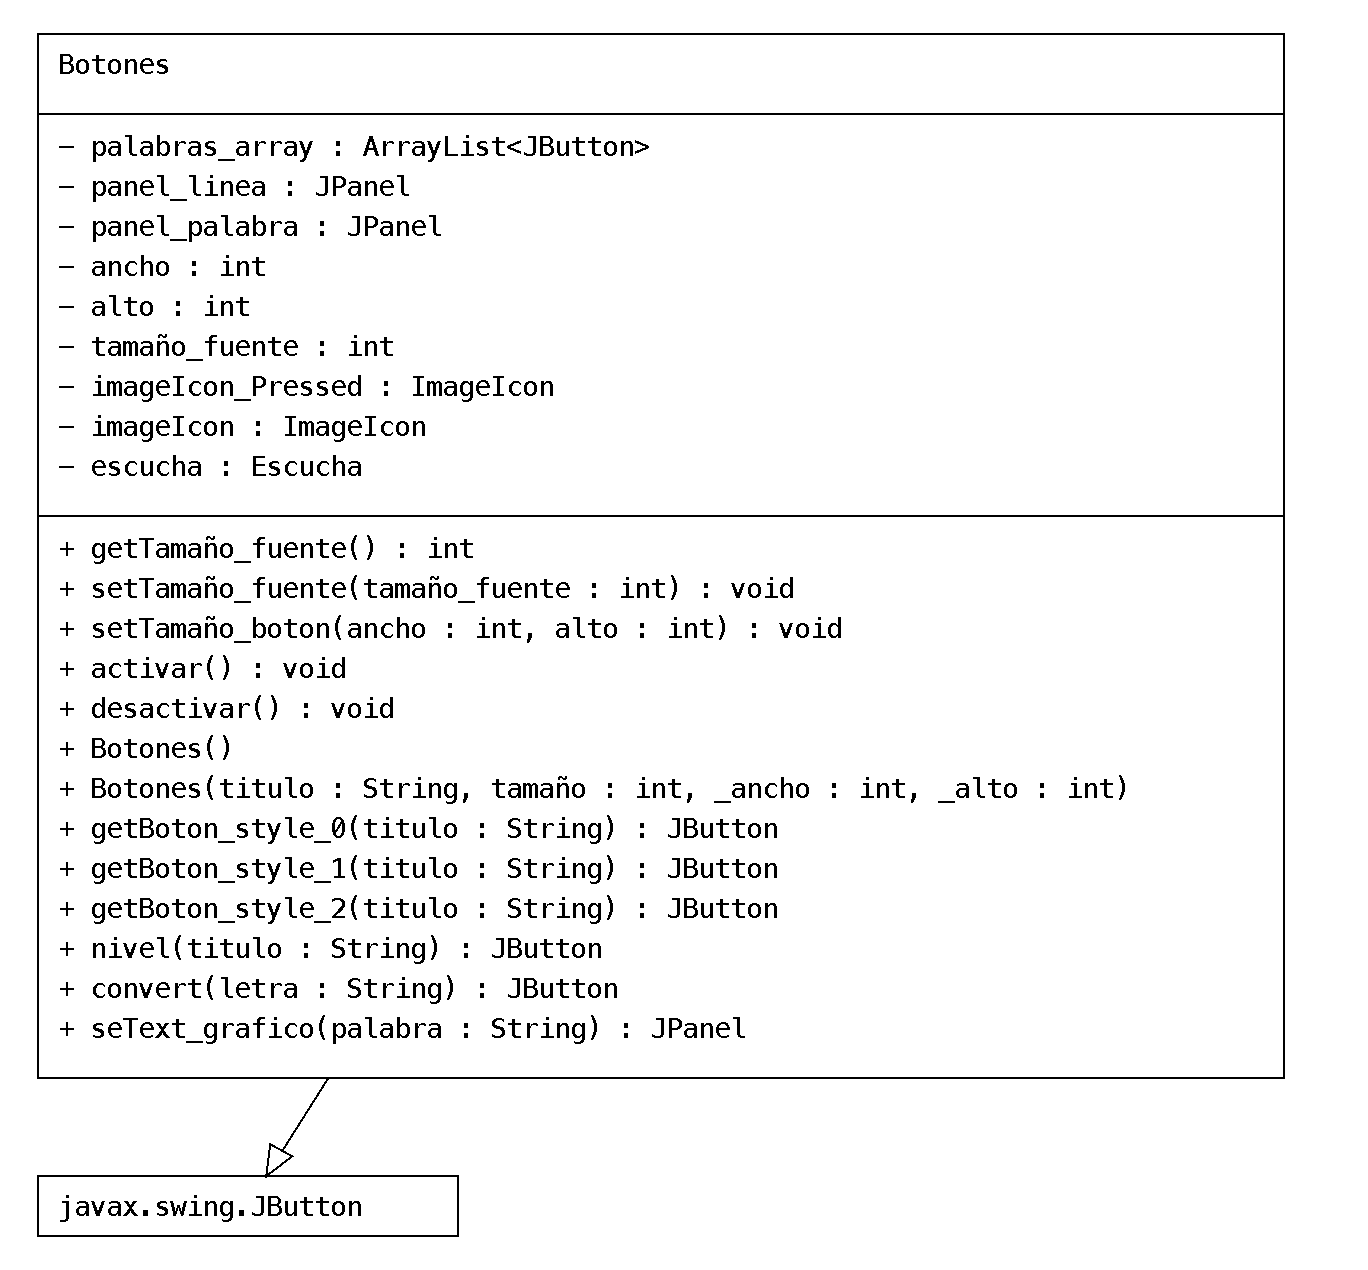 Botones
− palabras_array : ArrayList<JButton>
− panel_linea : JPanel
− panel_palabra : JPanel
− ancho : int
− alto : int
− tamaño_fuente : int
− imageIcon_Pressed : ImageIcon
− imageIcon : ImageIcon
− escucha : Escucha
+ getTamaño_fuente() : int
+ setTamaño_fuente(tamaño_fuente : int) : void
+ setTamaño_boton(ancho : int, alto : int) : void
+ activar() : void
+ desactivar() : void
+ Botones()
+ Botones(titulo : String, tamaño : int, _ancho : int, _alto : int)
+ getBoton_style_0(titulo : String) : JButton
+ getBoton_style_1(titulo : String) : JButton
+ getBoton_style_2(titulo : String) : JButton
+ nivel(titulo : String) : JButton
+ convert(letra : String) : JButton
+ seText_grafico(palabra : String) : JPanel
javax.swing.JButton